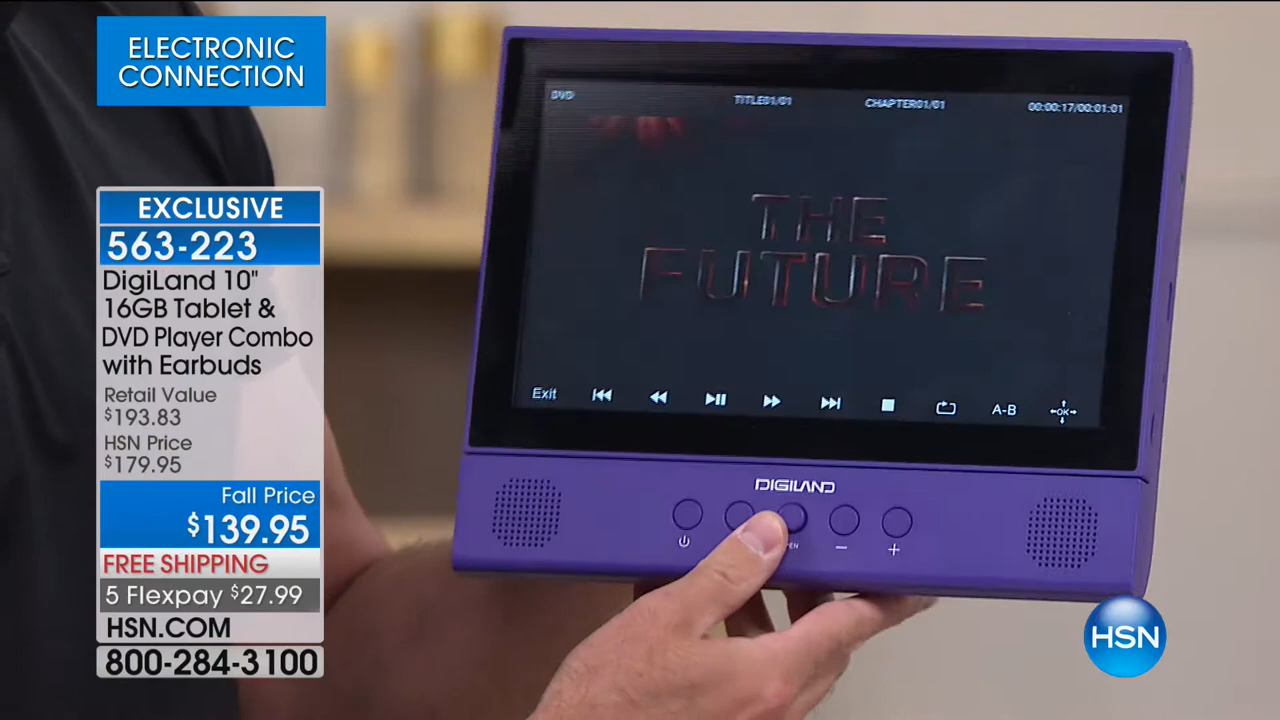 ELECTRONIC
CONNECTION
EXCLUSIVE
563-223
DigiLand 10"
16GB Tablet &
DVD Player Combo
with Earbuds
Retail Value
$193.83
HSN Price
$179.95
Fall Price
$139.95
FREE SHIPPING
5 Flexpay $27.99
HSN.COM
800-284-3100
DVD TITLE01/01 CHAPTER01/01 00:00:17/00:01:01
THE
FUTURE
Exit A-B OK
DIGILAND
HSN